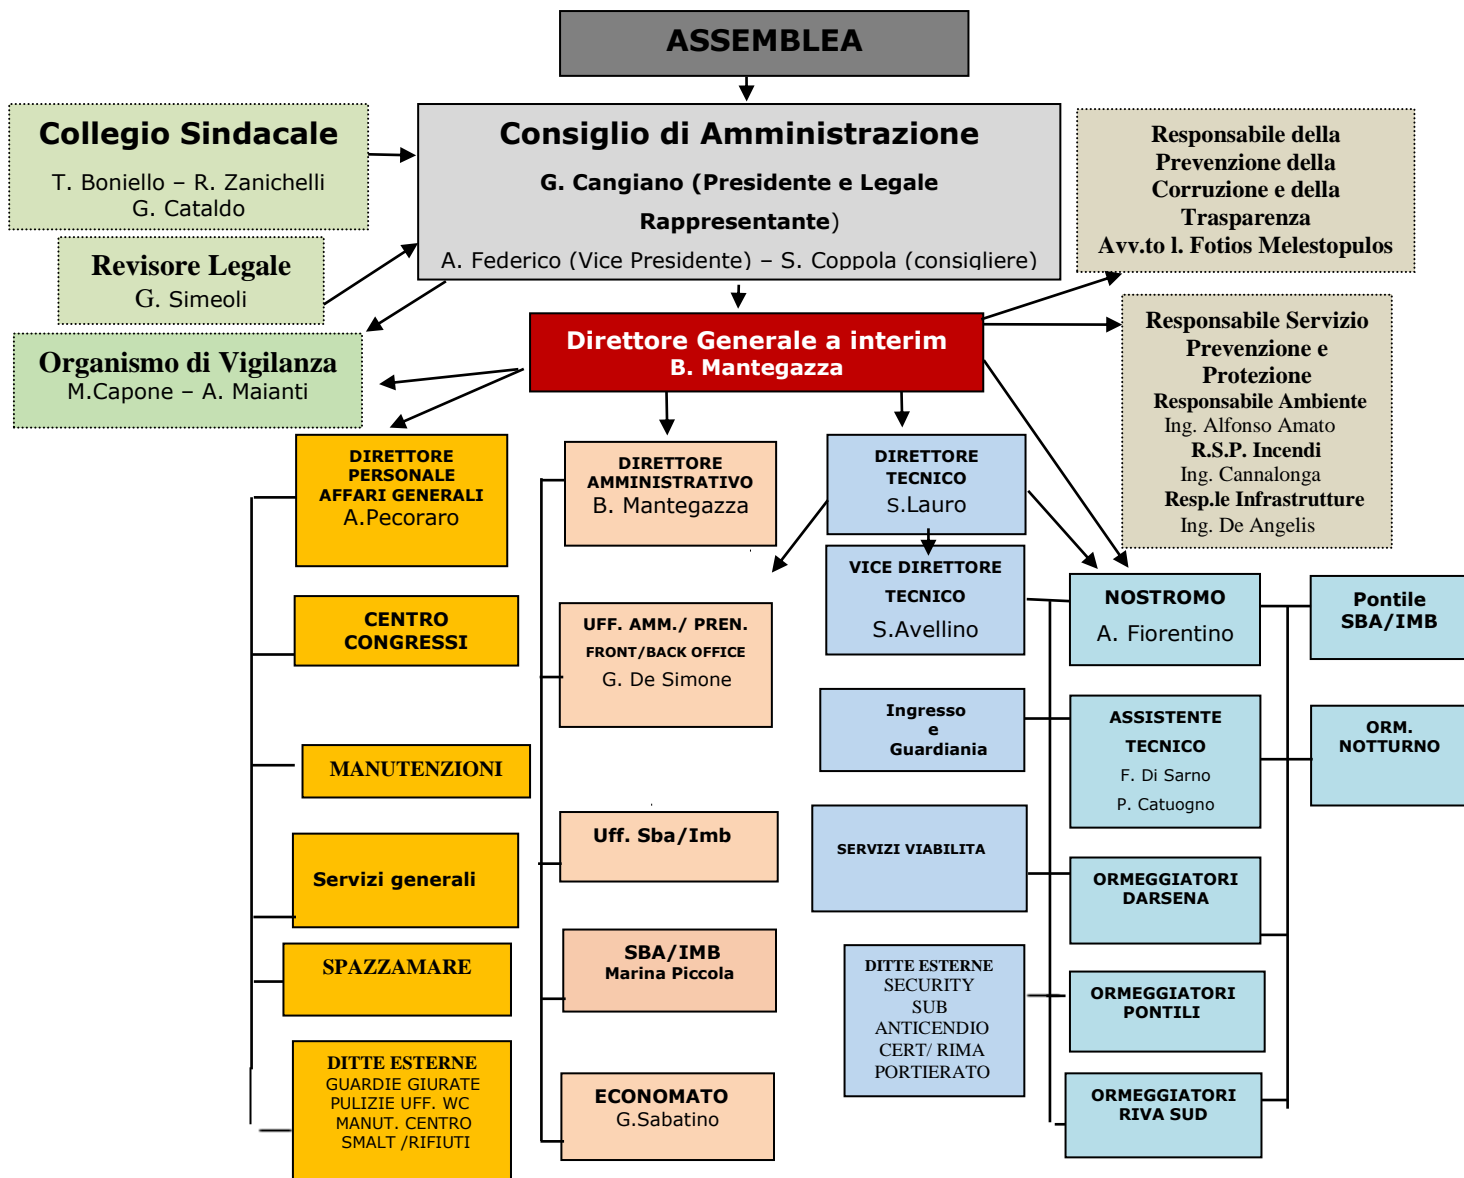 ASSEMBLEA
Collegio Sindacale
T. Boniello – R. Zanichelli
G. Cataldo
Consiglio di Amministrazione
G. Cangiano (Presidente e Legale
Rappresentante)
A. Federico (Vice Presidente) – S. Coppola (consigliere)
Responsabile della
Prevenzione della
Corruzione e della
Trasparenza
Avv.to l. Fotios Melestopulos
Revisore Legale
G. Simeoli
Organismo di Vigilanza
M.Capone – A. Maianti
Direttore Generale a interim
B. Mantegazza
Responsabile Servizio
Prevenzione e
Protezione
Responsabile Ambiente
Ing. Alfonso Amato
R.S.P. Incendi
Ing. Cannalonga
Resp.le Infrastrutture
Ing. De Angelis
DIRETTORE
PERSONALE
AFFARI GENERALI
A.Pecoraro
CENTRO
CONGRESSI
MANUTENZIONI
Servizi generali
SPAZZAMARE
DITTE ESTERNE
GUARDIE GIURATE
PULIZIE UFF. WC
MANUT. CENTRO
SMALT /RIFIUTI
DIRETTORE
AMMINISTRATIVO
B. Mantegazza
UFF. AMM./ PREN.
FRONT/BACK OFFICE
G. De Simone
Uff. Sba/Imb
SBA/IMB
Marina Piccola
ECONOMATO
G.Sabatino
DIRETTORE
TECNICO
S.Lauro
VICE DIRETTORE
TECNICO
S.Avellino
Ingresso
e
Guardiania
SERVIZI VIABILITA
DITTE ESTERNE
SECURITY
SUB
ANTICENDIO
CERT/ RIMA
PORTIERATO
NOSTROMO
A. Fiorentino
ASSISTENTE
TECNICO
F. Di Sarno
P. Catuogno
ORMEGGIATORI
DARSENA
ORMEGGIATORI
PONTILI
ORMEGGIATORI
RIVA SUD
Pontile
SBA/IMB
ORM.
NOTTURNO